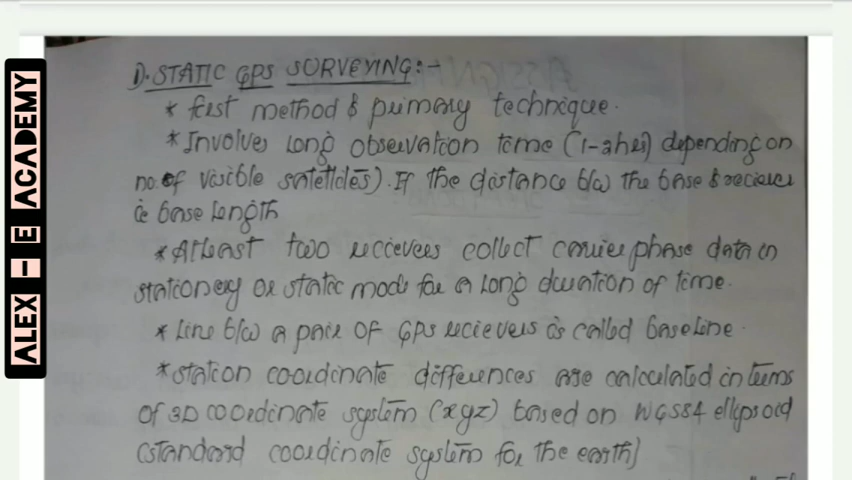 1). STATIC GPS SURVEYING:-
* first method & primary technique.
* Involves long observation time (1-2hrs) depending on
no. of visible satetlcles). If the distance b/w the base & reciever
is base length
* Atleast two recievers collect carrier phase data in
stationery or static mode for a long duration of time.
* Line b/w a pair of GPS recievers is called baseline.
* station coordinate differences are calculated in terms
of 3D coordinate system (xyz) based on WGS84 ellipsoid
(standard coordinate system for the earth)
ALEX - E ACADEMY